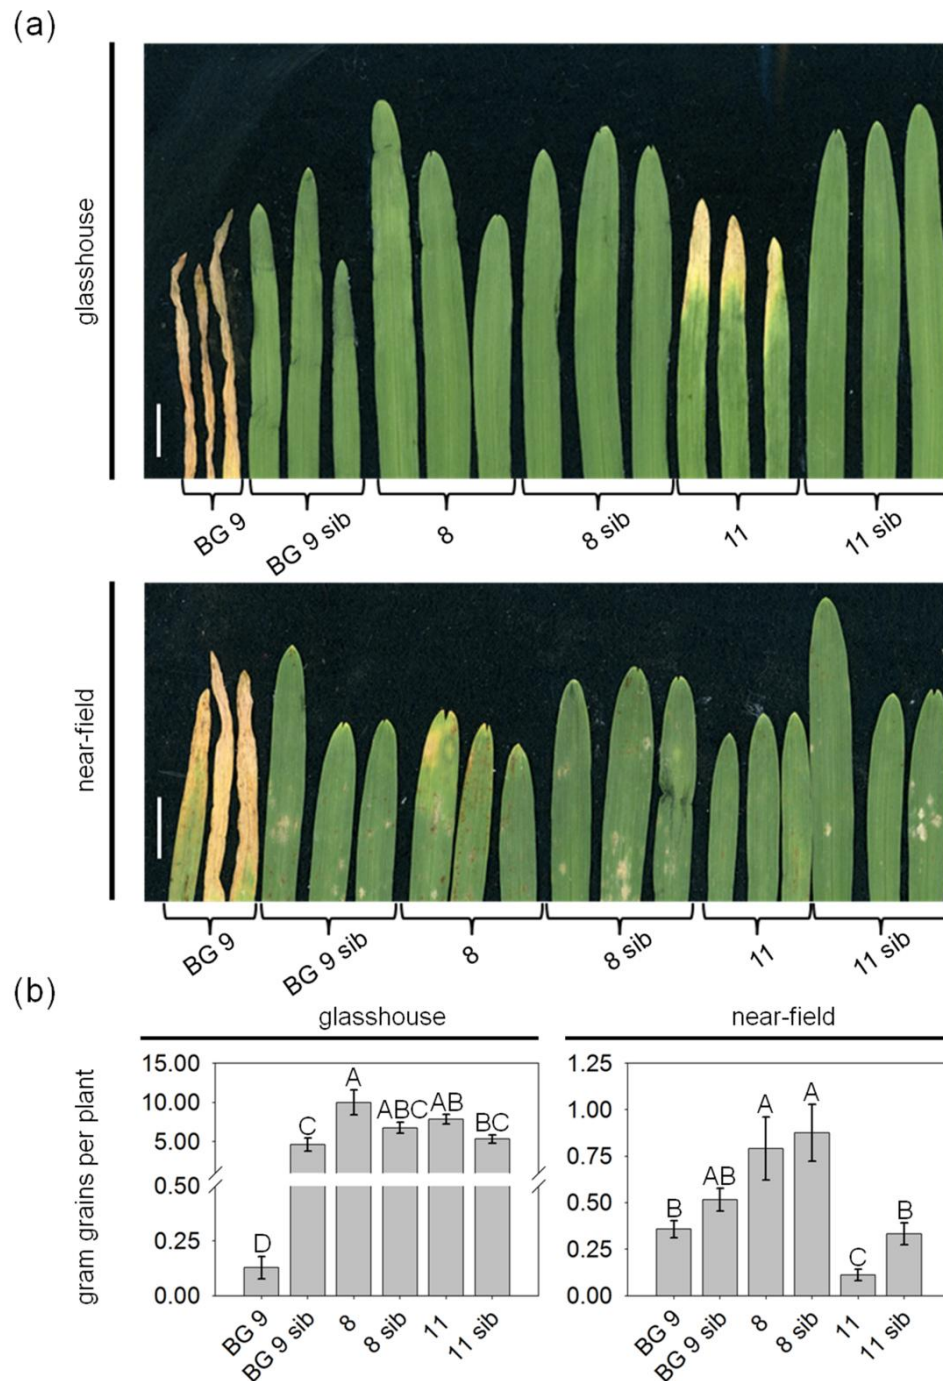 (a)
glasshouse
BG 9 BG 9 sib 8 8 sib 11 11 sib
near-field
BG 9 BG 9 sib 8 8 sib 11 11 sib
(b)
glasshouse near-field
gram grains per plant
15.00 1.25
10.00 1.00
5.00 0.75
0.50 0.50
0.25 0.25
0.00 0.00
D C A ABC AB BC
B AB A A C B
BG 9 BG 9 sib 8 8 sib 11 11 sib
BG 9 BG 9 sib 8 8 sib 11 11 sib